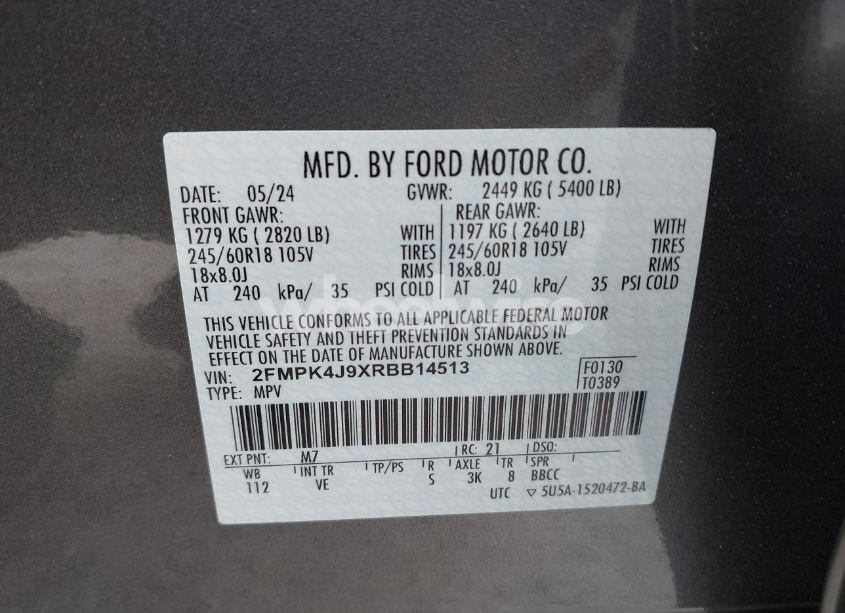 MFD. BY FORD MOTOR CO.
DATE: 05/24 GVWR: 2449 KG ( 5400 LB)
FRONT GAWR: REAR GAWR:
1279 KG ( 2820 LB) WITH 1197 KG ( 2640 LB) WITH
245/60R18 105V TIRES 245/60R18 105V TIRES
18x8.0J RIMS 18x8.0J RIMS
AT 240 kPa/ 35 PSI COLD AT 240 kPa/ 35 PSI COLD
THIS VEHICLE CONFORMS TO ALL APPLICABLE FEDERAL MOTOR
VEHICLE SAFETY AND THEFT PREVENTION STANDARDS IN
EFFECT ON THE DATE OF MANUFACTURE SHOWN ABOVE.
VIN: 2FMPK4J9XRBB14513 F0130
TYPE: MPV T0389
EXT PNT: M7 RC: 21 DSO:
WB INT TR TP/PS R AXLE TR SPR
112 VE S 3K 8 BBCC
UTC ▽ 5U5A-1520472-BA